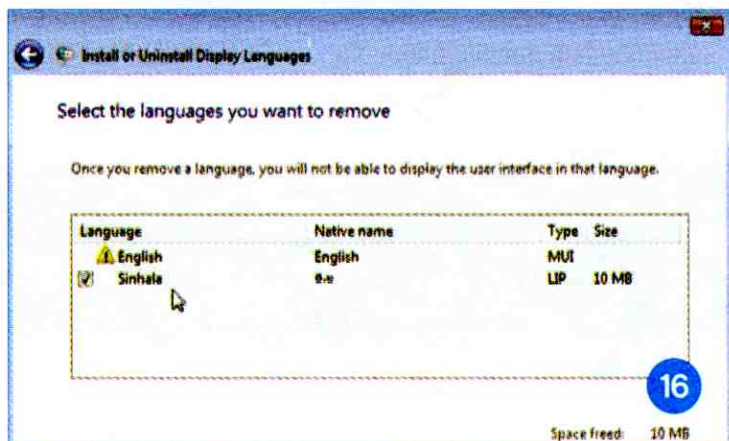 Install or Uninstall Display Languages
Select the languages you want to remove
Once you remove a language, you will not be able to display the user interface in that language.
Language Native name Type Size
English English MUI
Sinhala LIP 10 MB
16
Space freed: 10 MB